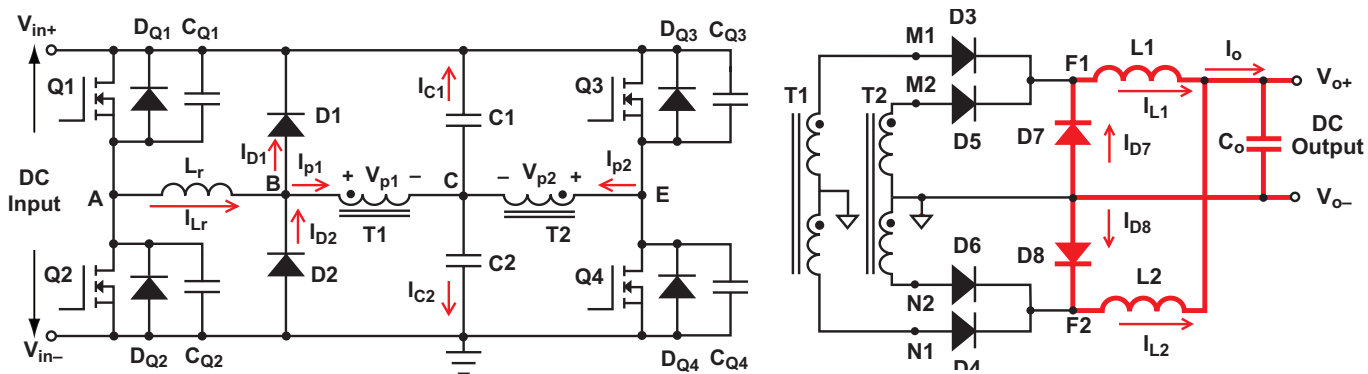 Vin+
DQ1
CQ1
Q1
D1
IC1
C1
Q3
DQ3
CQ3
DC
Input
A
Lr
ILr
B
ID1
Ip1
+ Vp1 −
C
− Vp2 +
Ip2
E
T1
T2
ID2
D2
Q2
C2
IC2
Q4
Vin−
DQ2
CQ2
DQ4
CQ4
M1
D3
M2
D5
T1
T2
F1
L1
IL1
Io
Vo+
D7
ID7
Co
DC
Output
Vo−
ID8
D8
D6
N2
N1
D4
F2
L2
IL2